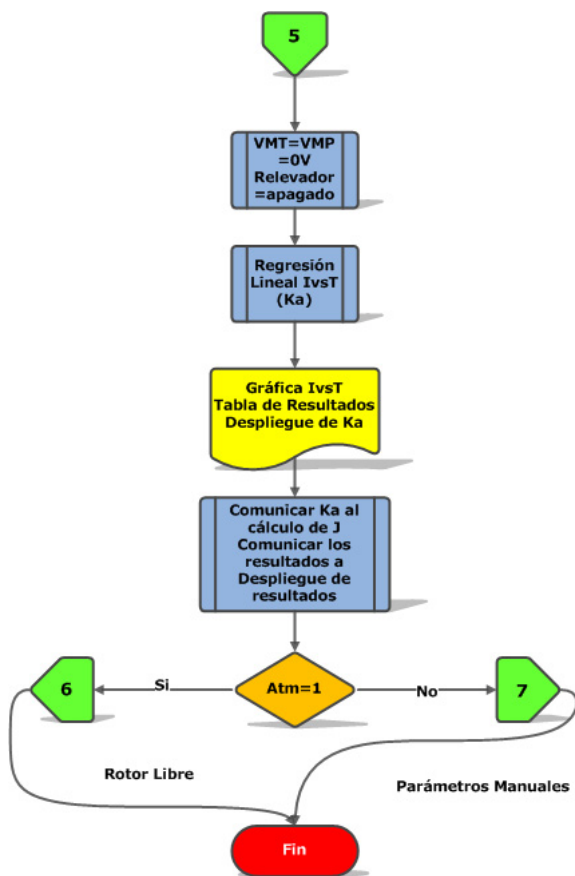 5
VMT=VMP
=0V
Relevador
=apagado
Regresión
Lineal IvsT
(Ka)
Gráfica IvsT
Tabla de Resultados
Despliegue de Ka
Comunicar Ka al
cálculo de J
Comunicar los
resultados a
Despliegue de
resultados
6
Si
Atm=1
No
7
Rotor Libre
Parámetros Manuales
Fin